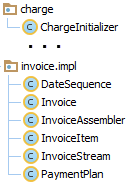 charge
ChargeInitializer
...
invoice.impl
DateSequence
Invoice
InvoiceAssembler
InvoiceItem
InvoiceStream
PaymentPlan